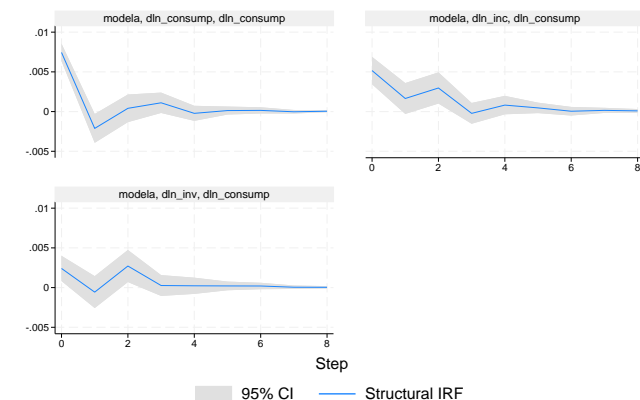 modela, dln_consump, dln_consump
modela, dln_inc, dln_consump
.01
.005
0
-.005
0 2 4 6 8
modela, dln_inv, dln_consump
.01
.005
0
-.005
0 2 4 6 8
Step
95% CI Structural IRF